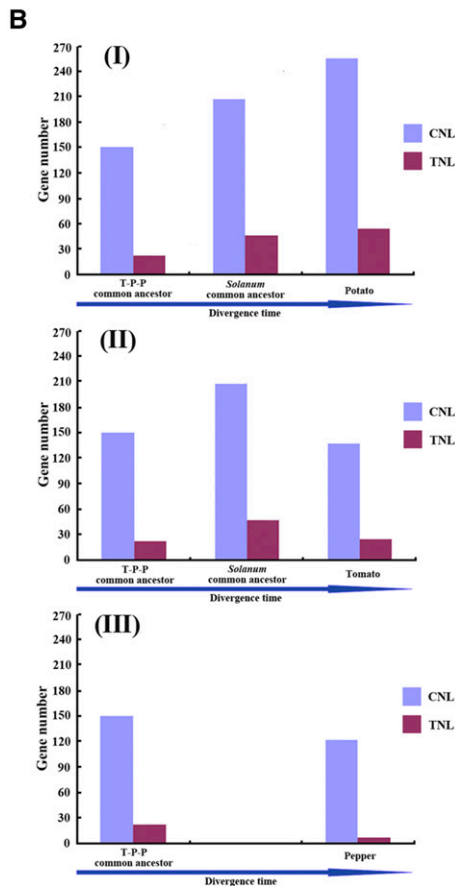 B
(I)
270
240
210
180
150
120
90
60
30
0
Gene number
CNL
TNL
T-P-P
common ancestor
Solanum
common ancestor
Potato
Divergence time
(II)
270
240
210
180
150
120
90
60
30
0
Gene number
CNL
TNL
T-P-P
common ancestor
Solanum
common ancestor
Tomato
Divergence time
(III)
270
240
210
180
150
120
90
60
30
0
Gene number
CNL
TNL
T-P-P
common ancestor
Pepper
Divergence time